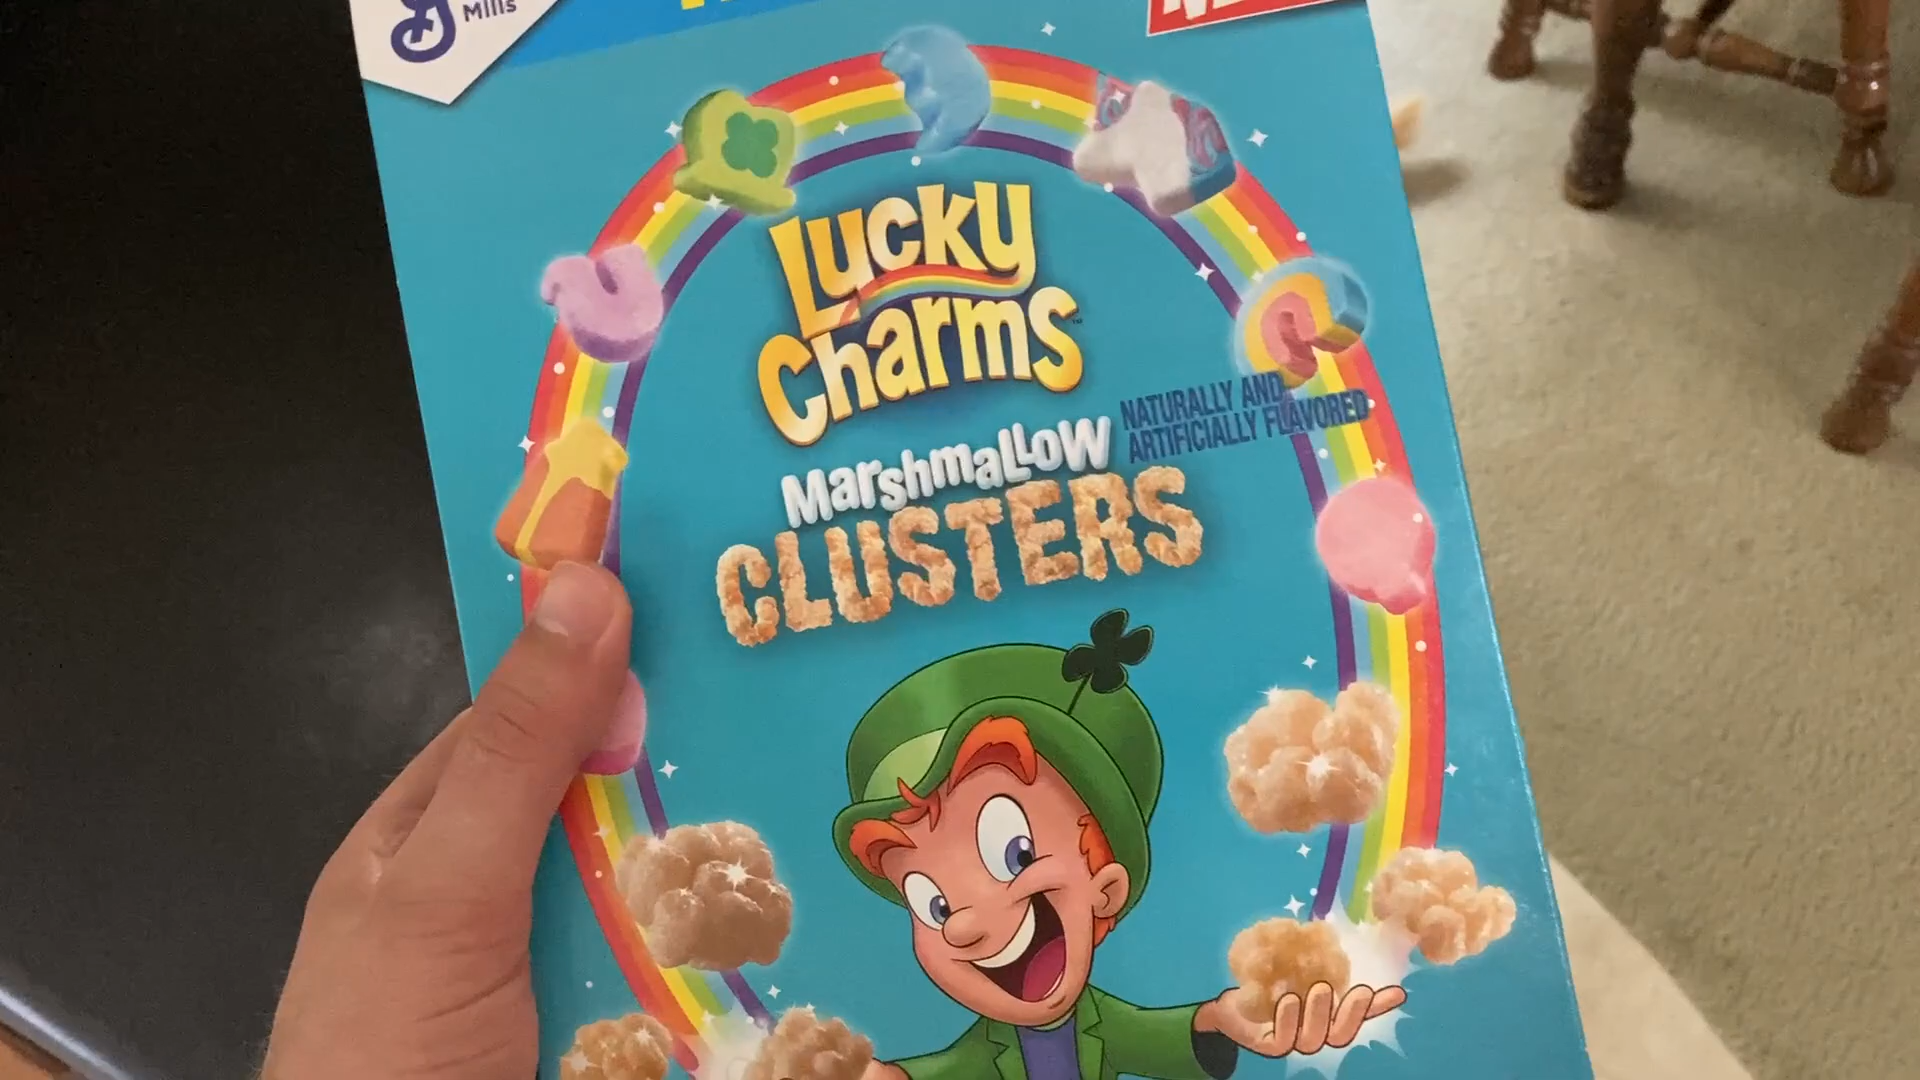 Mills
Lucky
Charms
NATURALLY AND
ARTIFICIALLY FLAVORED
Marshmallow
CLUSTERS